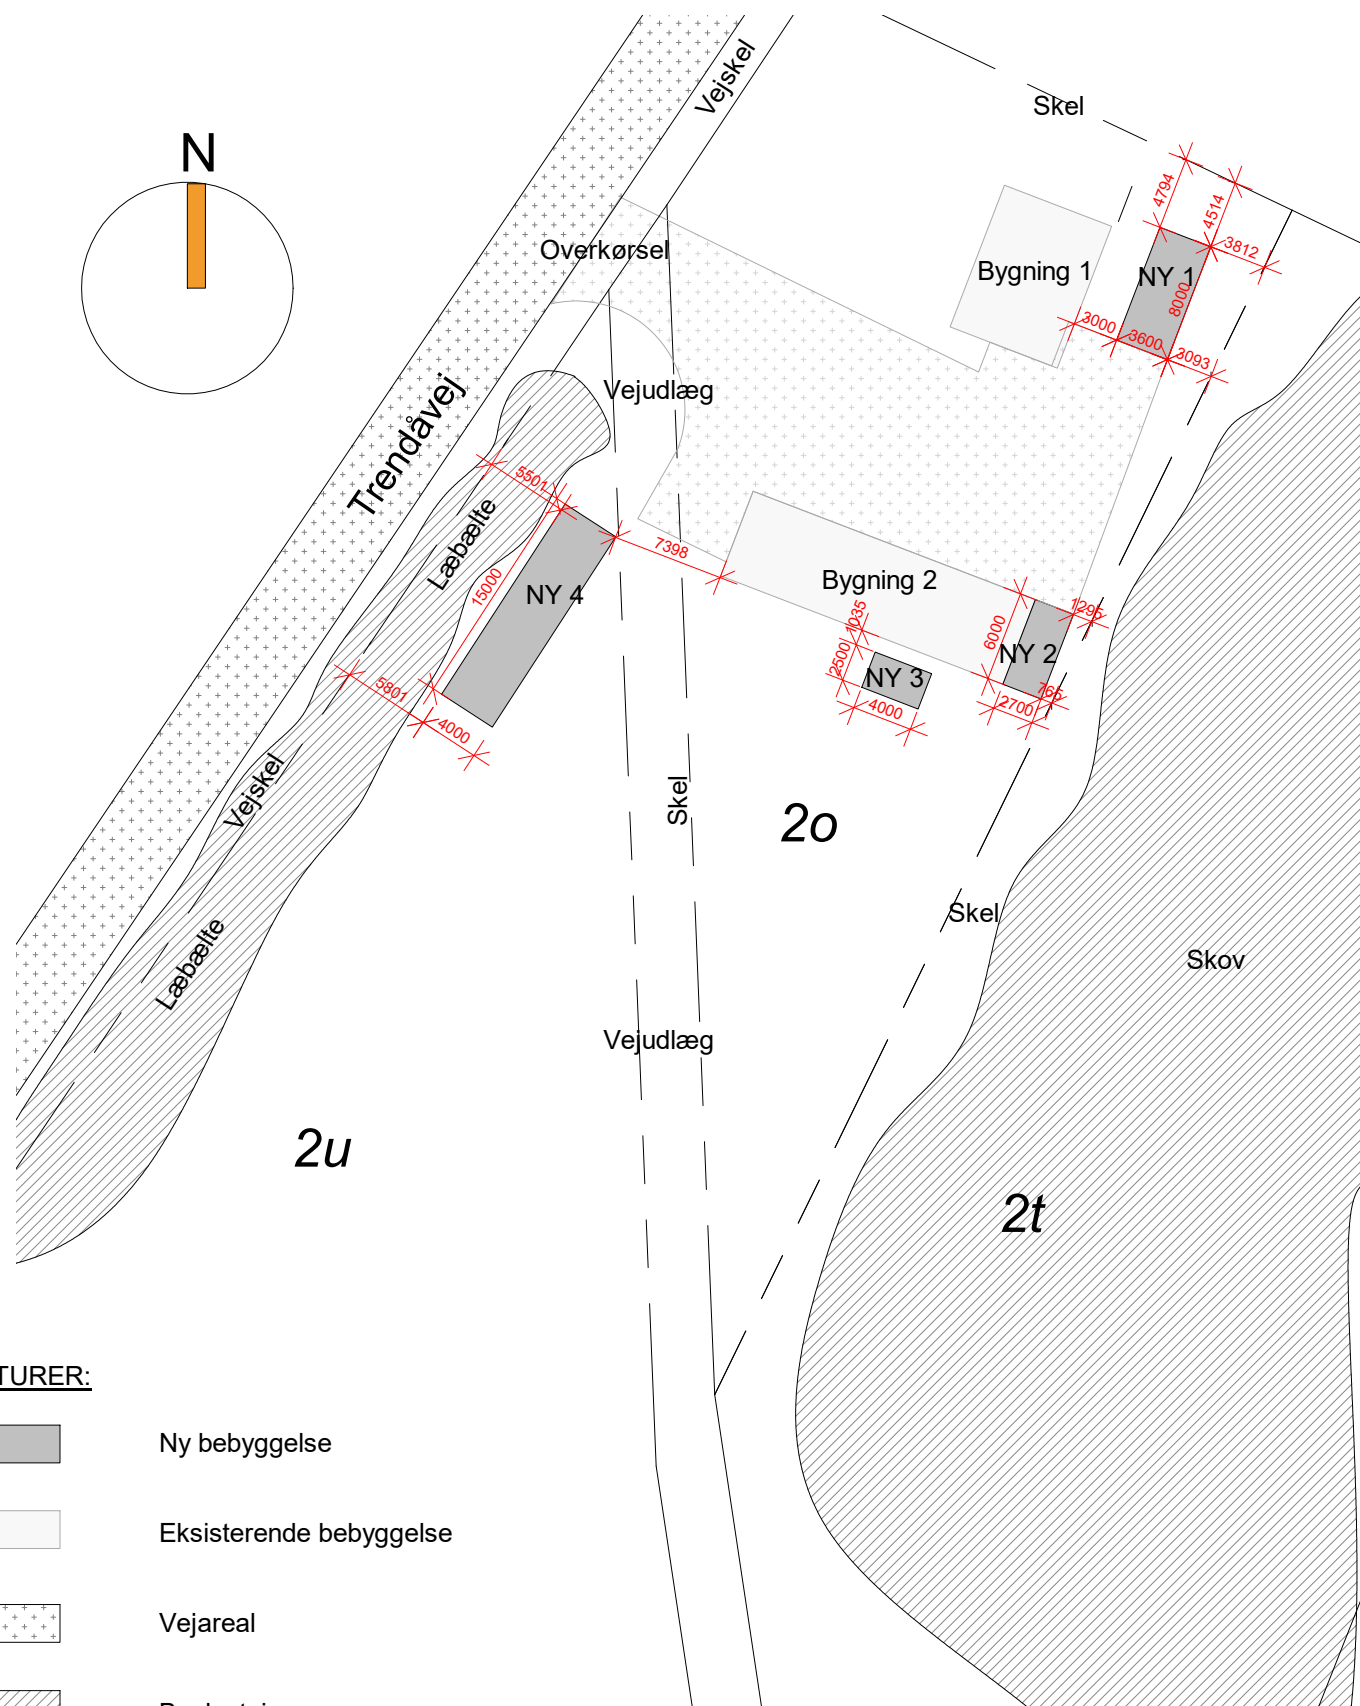 N
Vejskel
Skel
4794
4514
3812
Overkørsel
Bygning 1
NY 1
8000
3000
3600
3093
Trendåvej
Vejudlæg
5501
Læbælte
15000
NY 4
7398
Bygning 2
1035
2500
NY 3
4000
6000
NY 2
1295
765
2700
5801
4000
Vejskel
Skel
2o
Skel
Læbælte
Skov
Vejudlæg
2u
2t
TURER:
Ny bebyggelse
Eksisterende bebyggelse
Vejareal